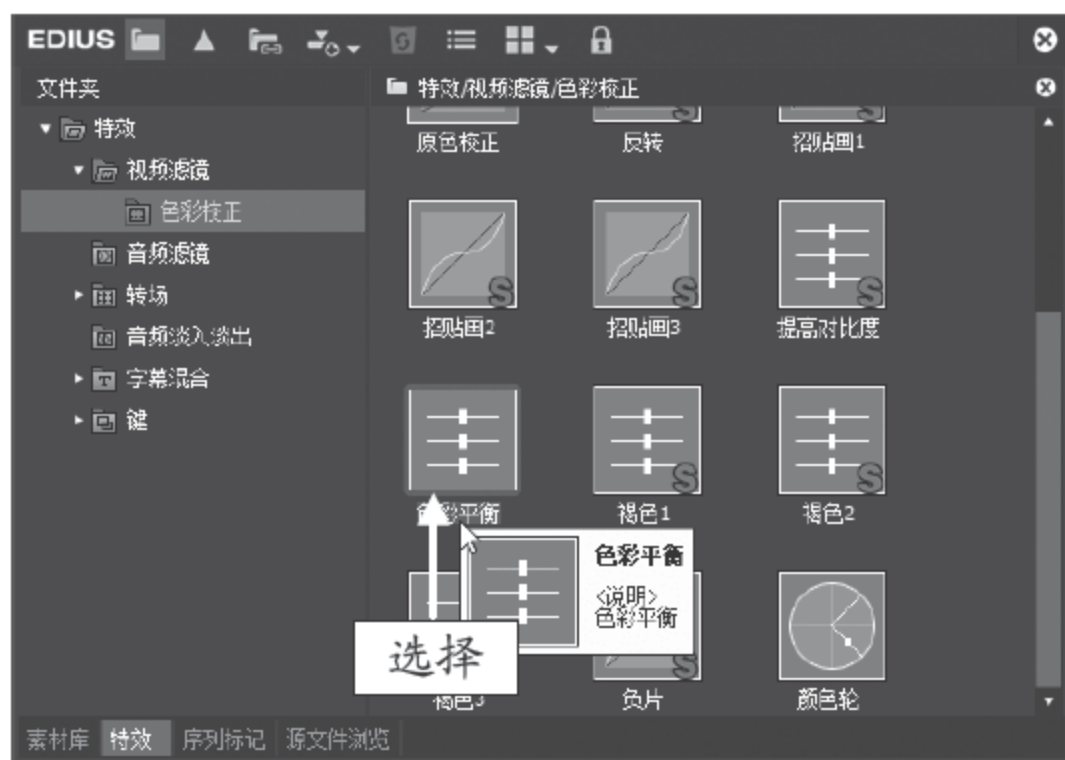 EDIUS
文件夹
特效/视频滤镜/色彩校正
特效
视频滤镜
色彩校正
音频滤镜
转场
音频淡入淡出
字幕混合
键
原色校正
反转
招贴画1
招贴画2
招贴画3
提高对比度
色彩平衡
褐色1
褐色2
色彩平衡
<说明>
色彩平衡
选择
褐色3
负片
颜色轮
素材库
特效
序列标记
源文件浏览